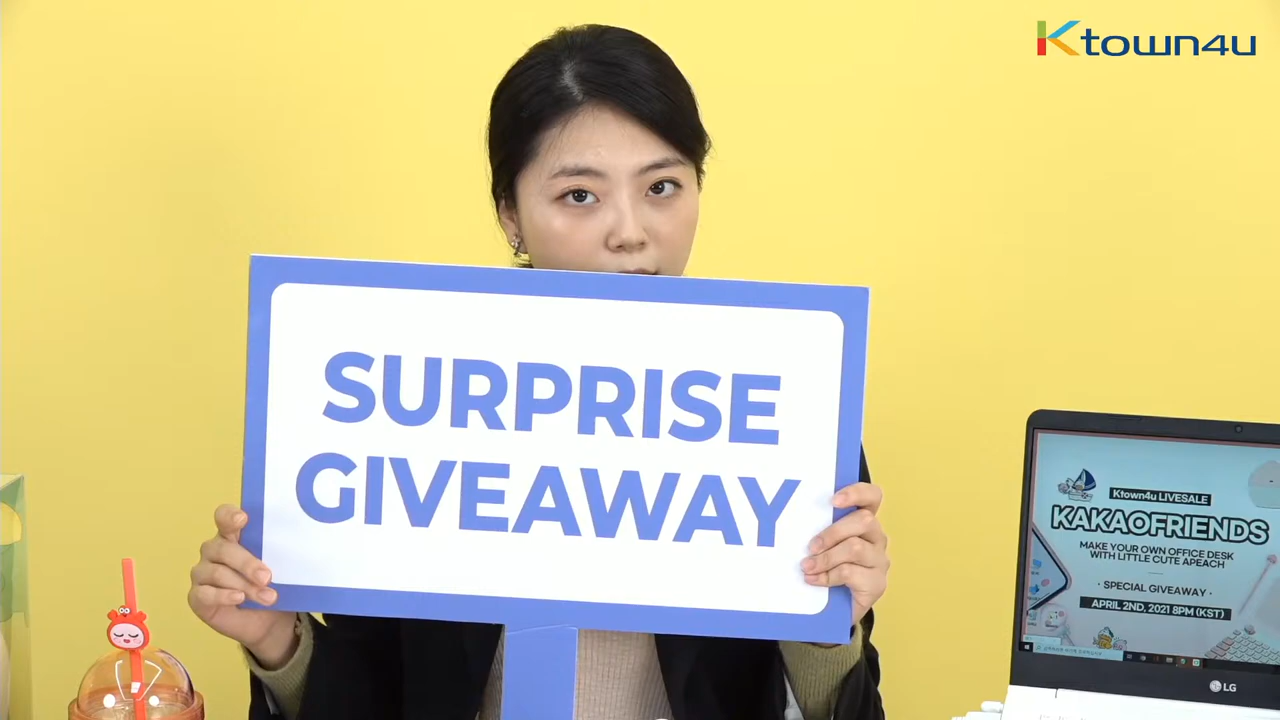 Ktown4u
SURPRISE
GIVEAWAY
Ktown4u LIVESALE
KAKAOFRIENDS
MAKE YOUR OWN OFFICE DESK
WITH LITTLE CUTE APEACH
· SPECIAL GIVEAWAY ·
APRIL 2ND, 2021 8PM (KST)
LG